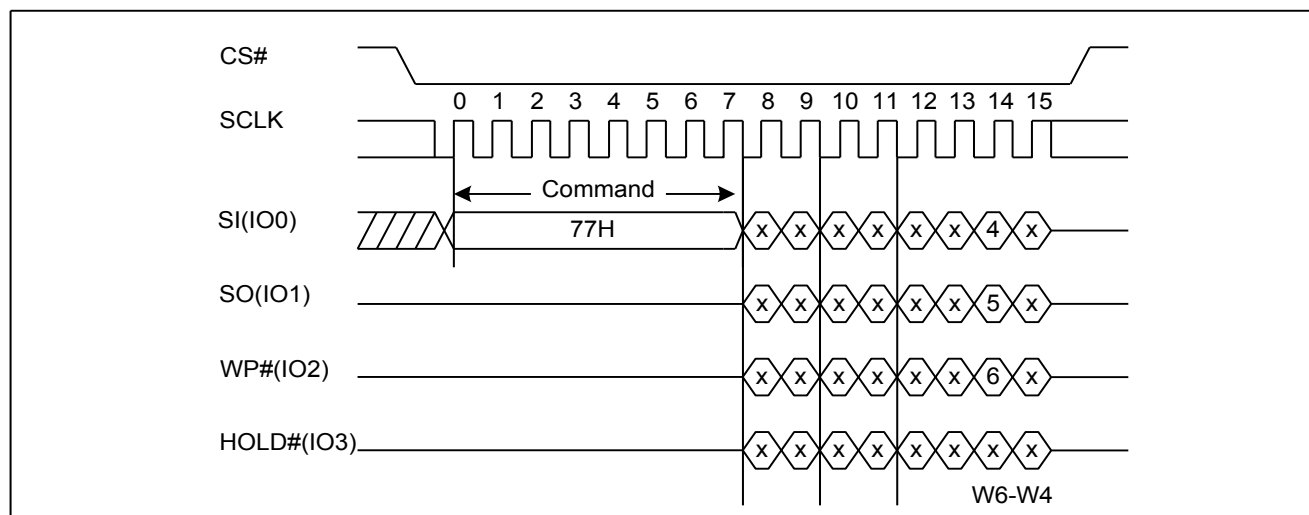 CS#
0 1 2 3 4 5 6 7 8 9 10 11 12 13 14 15
SCLK
Command
SI(IO0) 77H x x x x x x 4 x
SO(IO1) x x x x x x 5 x
WP#(IO2) x x x x x x 6 x
HOLD#(IO3) x x x x x x x x
W6-W4